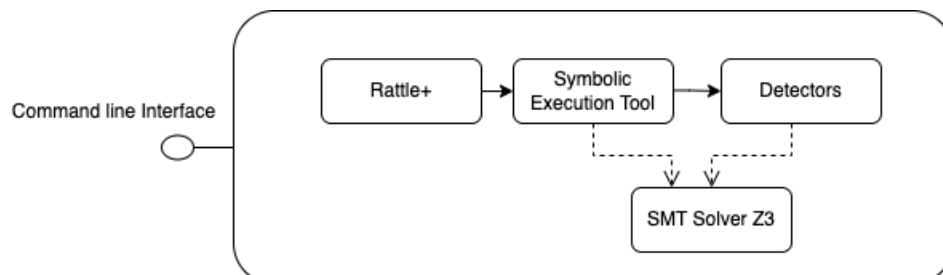 Command line Interface
Rattle+
Symbolic
Execution Tool
Detectors
SMT Solver Z3